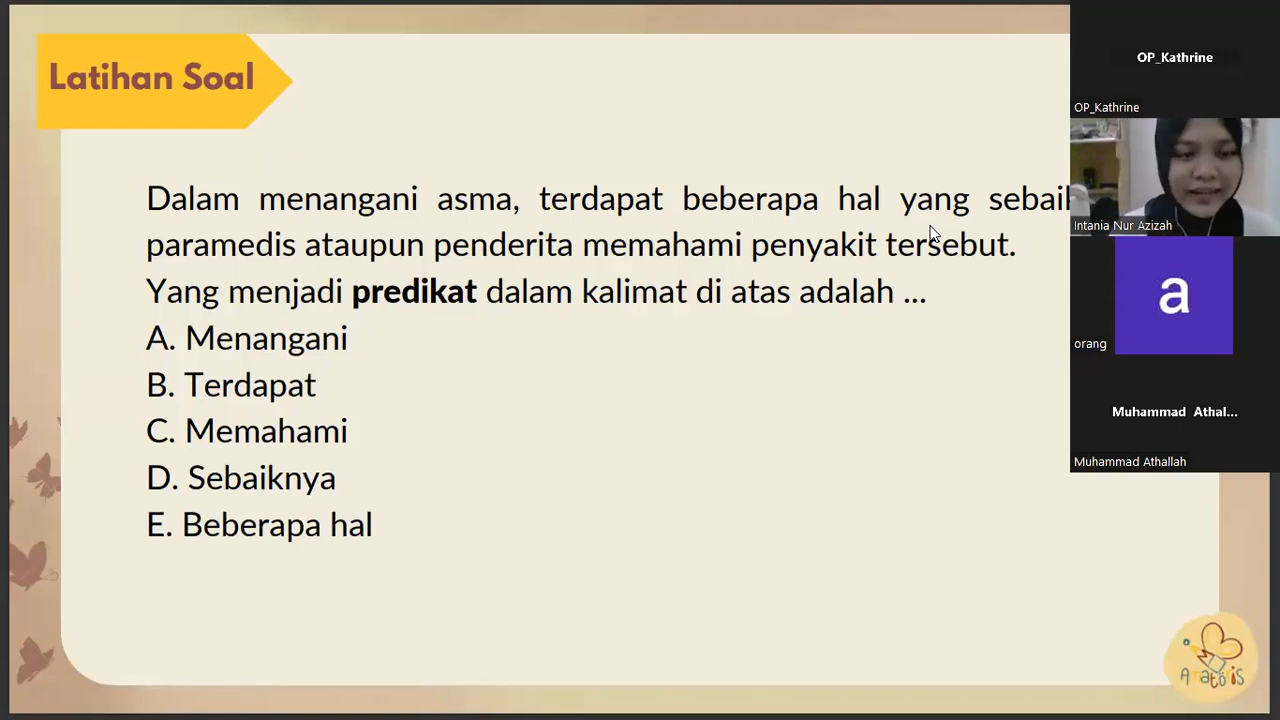 Latihan Soal
Dalam menangani asma, terdapat beberapa hal yang
paramedis ataupun penderita memahami penyakit tersebut.
Yang menjadi predikat dalam kalimat di atas adalah ...
A. Menangani
B. Terdapat
C. Memahami
D. Sebaiknya
E. Beberapa hal
OP_Kathrine
OP_Kathrine
Intania Nur Azizah
a
orang
Muhammad Athal...
Muhammad Athallah
Amatoris